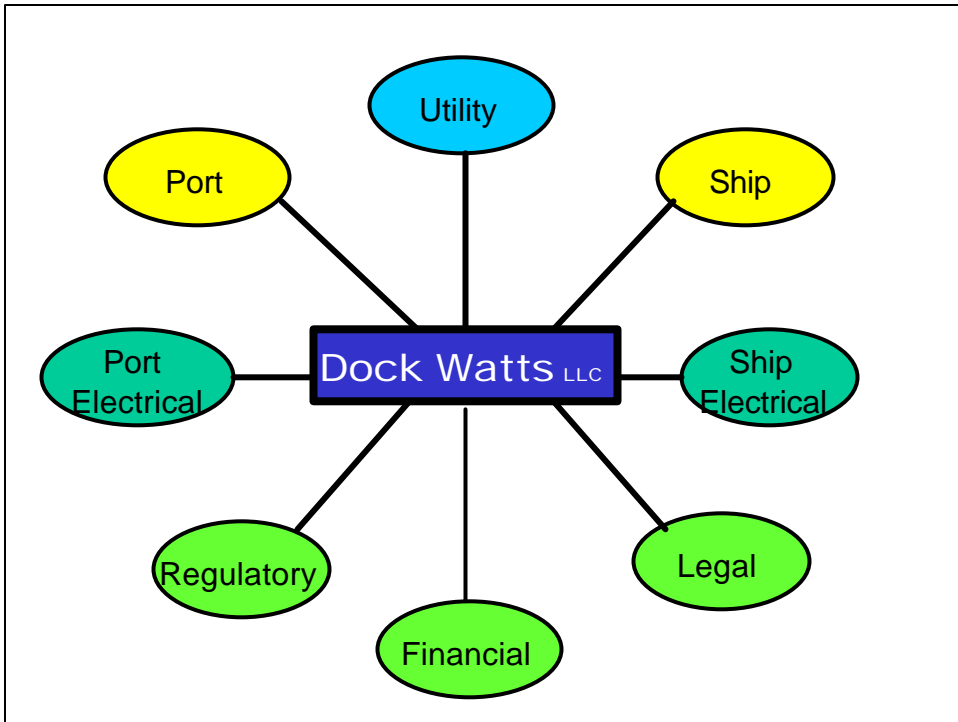 Utility
Port
Ship
Port
Electrical
Dock Watts LLC
Ship
Electrical
Regulatory
Legal
Financial